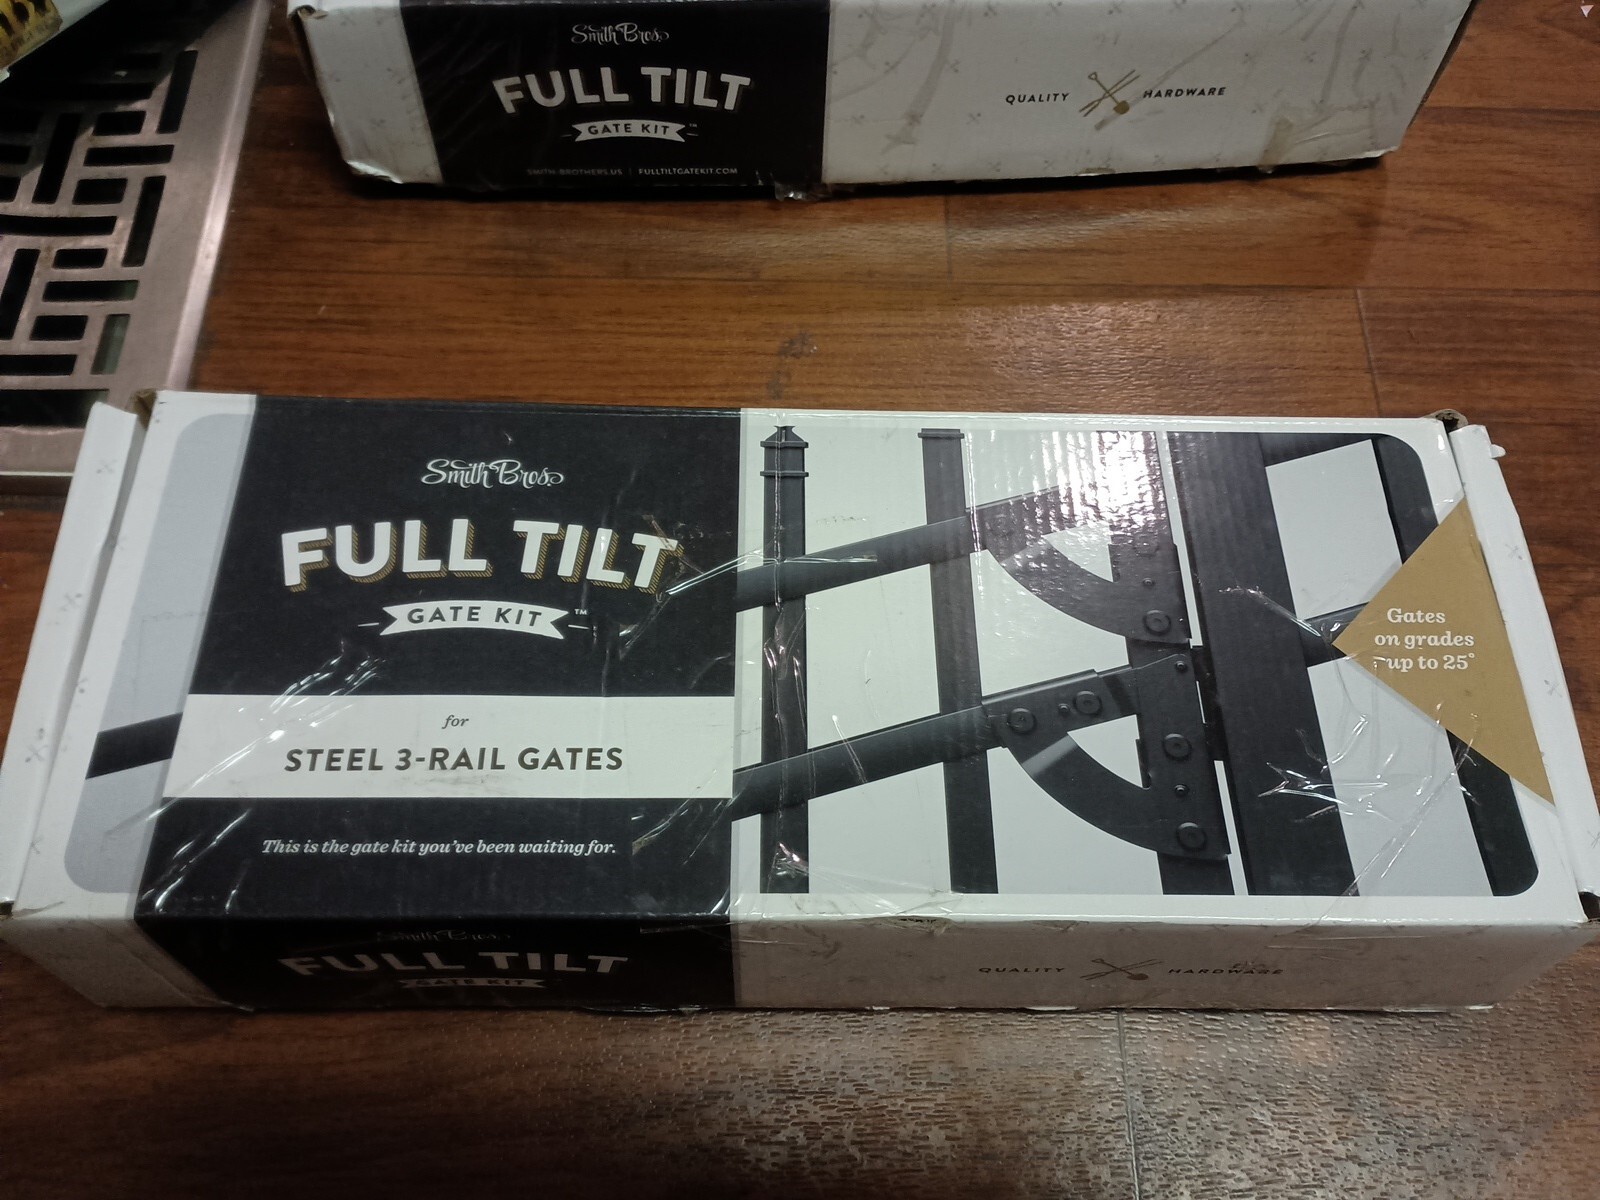 Smith Bros.
FULL TILT
GATE KIT™
SMITH-BROTHERS.US | FULLTILTGATEKIT.COM
QUALITY HARDWARE
Smith Bros.
FULL TILT
GATE KIT™
for
STEEL 3-RAIL GATES
This is the gate kit you've been waiting for.
Gates
on grades
up to 25°
Smith Bros.
FULL TILT
GATE KIT
QUALITY HARDWARE